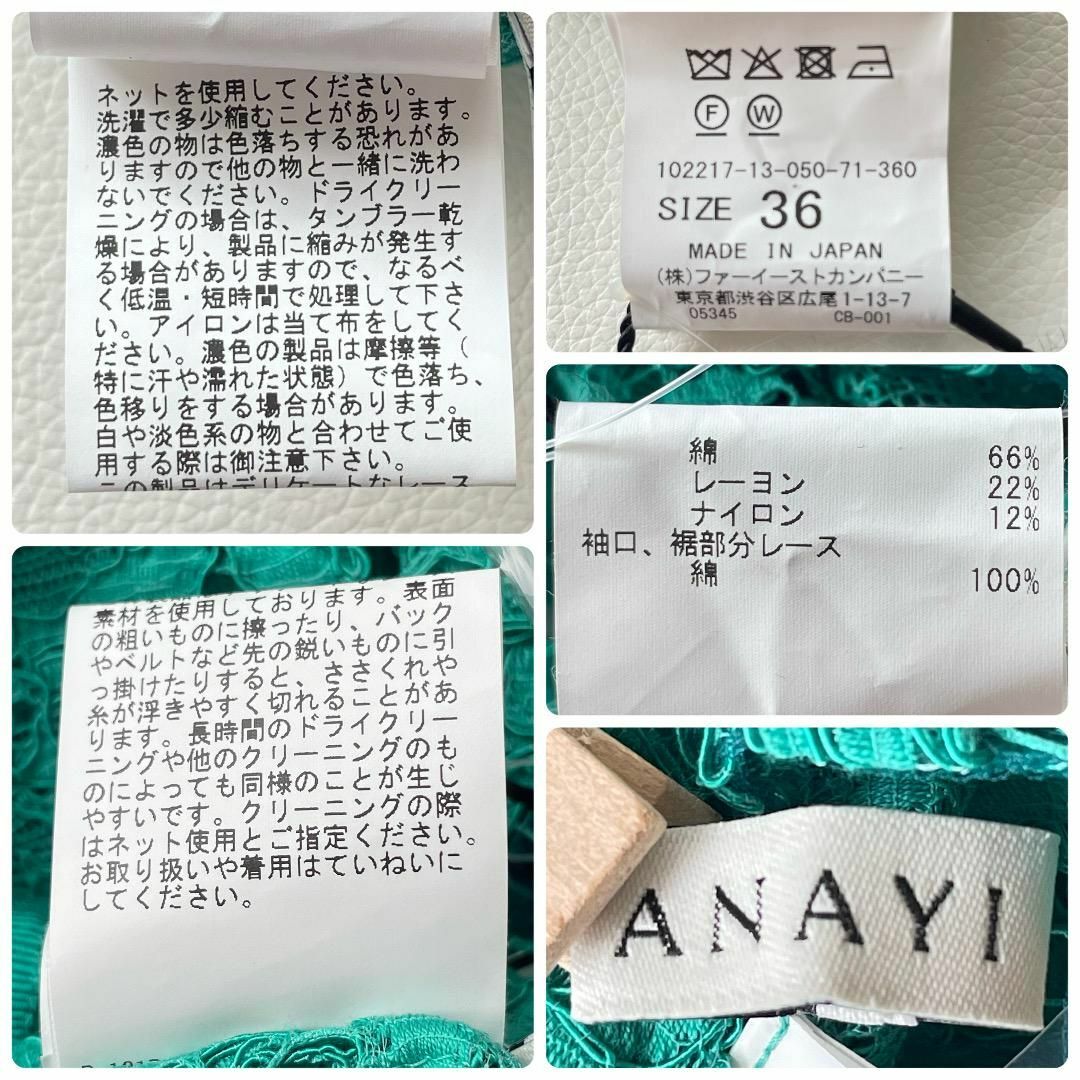 ネットを使用してください。
洗濯で多少縮むことがあります。
濃色の物は色落ちする恐れがあ
りますので他の物と一緒に洗わ
ないでください。ドライクリー
ニングの場合は、タンブラー乾
燥により、製品に縮みが発生す
る場合がありますので、なるべ
く低温・短時間で処理して下さ
い。アイロンは当て布をしてく
ださい。濃色の製品は摩擦等（
特に汗や濡れた状態）で色落ち、
色移りをする場合があります。
白や淡色系の物と合わせてご使
用する際は御注意下さい。
この製品はデリケートなレース
F W
102217-13-050-71-360
SIZE 36
MADE IN JAPAN
(株)ファーイーストカンパニー
東京都渋谷区広尾1-13-7
05345 CB-001
綿 66%
レーヨン 22%
ナイロン 12%
袖口、裾部分レース
綿 100%
素材を使用しております。表面
の粗いものに擦ったり、バック
やベルトなど先の鋭いものに引
っ掛けたりすると、ささくれや
糸が浮きやすく切れることがあ
ります。長時間のドライクリー
ニングや他のクリーニングのも
のによっても同様のことが生じ
やすいです。クリーニングの際
はネット使用とご指定ください。
お取り扱いや着用はていねいに
してください。
ANAYI